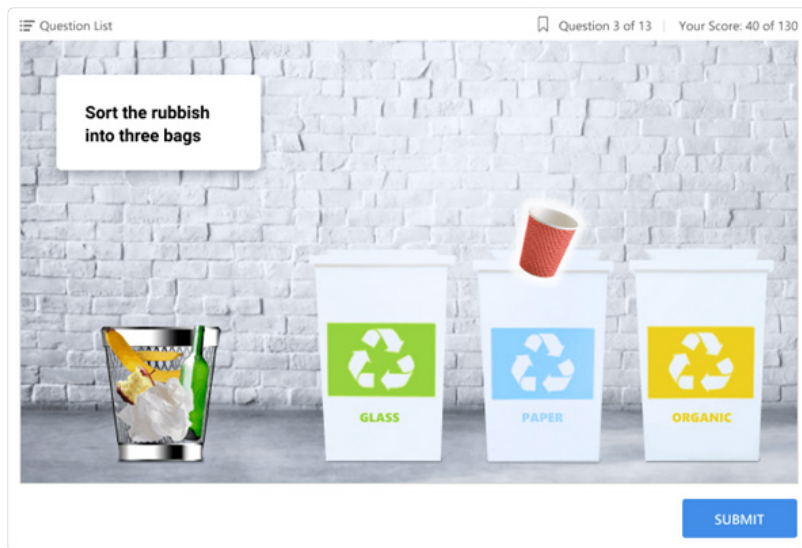 Question List
Question 3 of 13
Your Score: 40 of 130
Sort the rubbish
into three bags
GLASS
PAPER
ORGANIC
SUBMIT